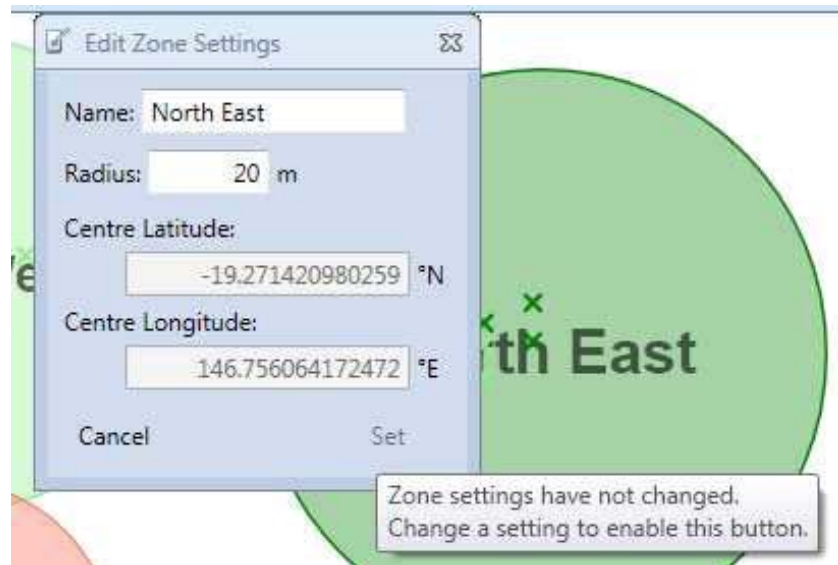 Edit Zone Settings
Name: North East
Radius: 20 m
Centre Latitude:
-19.271420980259 °N
Centre Longitude:
146.756064172472 °E
Cancel Set
th East
Zone settings have not changed.
Change a setting to enable this button.